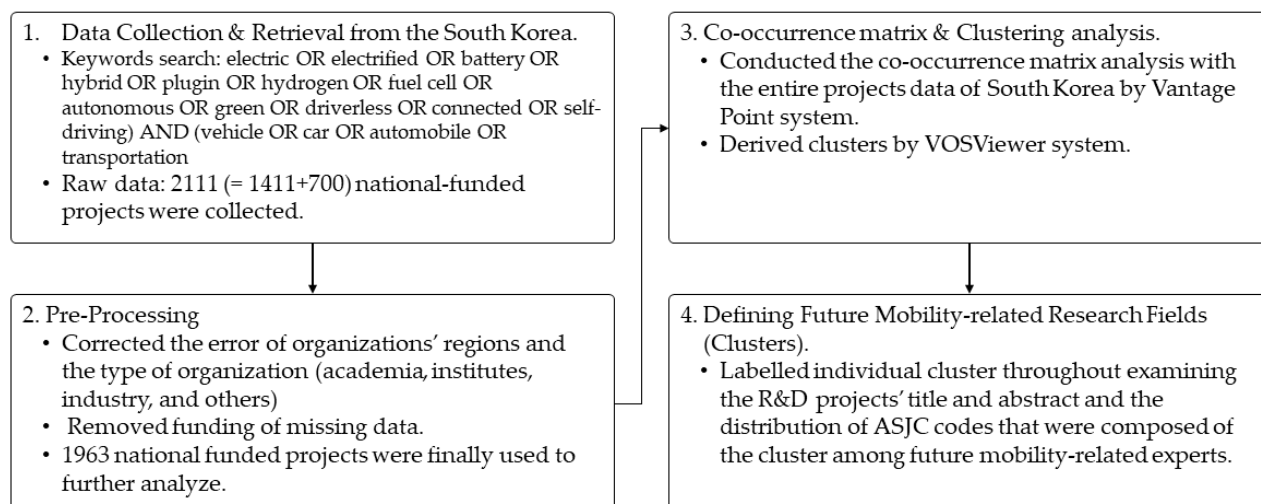 1. Data Collection & Retrieval from the South Korea.
• Keywords search: electric OR electrified OR battery OR
hybrid OR plugin OR hydrogen OR fuel cell OR
autonomous OR green OR driverless OR connected OR self-
driving) AND (vehicle OR car OR automobile OR
transportation
• Raw data: 2111 (= 1411+700) national-funded
projects were collected.
2. Pre-Processing
• Corrected the error of organizations' regions and
the type of organization (academia, institutes,
industry, and others)
• Removed funding of missing data.
• 1963 national funded projects were finally used to
further analyze.
3. Co-occurrence matrix & Clustering analysis.
• Conducted the co-occurrence matrix analysis with
the entire projects data of South Korea by Vantage
Point system.
• Derived clusters by VOSViewer system.
4. Defining Future Mobility-related Research Fields
(Clusters).
• Labelled individual cluster throughout examining
the R&D projects' title and abstract and the
distribution of ASJC codes that were composed of
the cluster among future mobility-related experts.